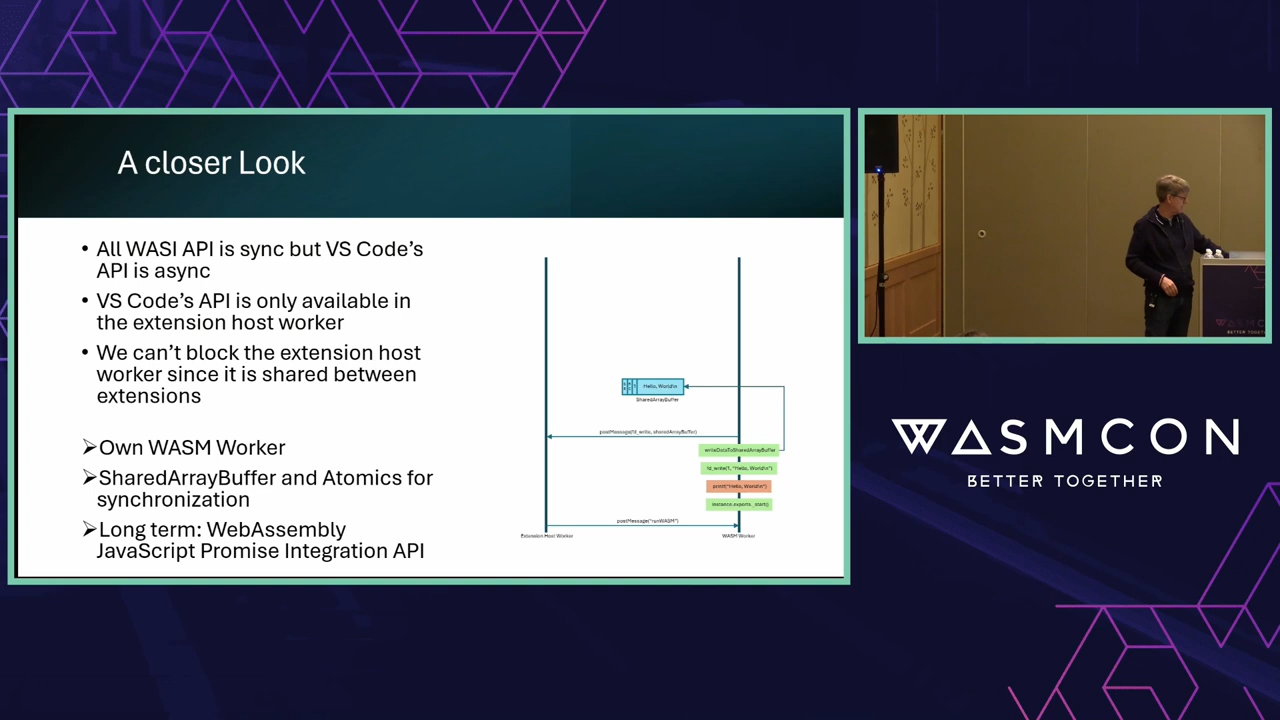 A closer Look
• All WASI API is sync but VS Code's
API is async
• VS Code's API is only available in
the extension host worker
• We can't block the extension host
worker since it is shared between
extensions
➢Own WASM Worker
➢SharedArrayBuffer and Atomics for
synchronization
➢Long term: WebAssembly
JavaScript Promise Integration API
Hello, World\n
SharedArrayBuffer
postMessage(fd_write, sharedArrayBuffer)
writeDataToSharedArrayBuffer
fd_write(1, "Hello, World\n")
printf("Hello, World\n")
instance.exports._start()
postMessage("runWASM")
Extension Host Worker
WASM Worker
WASMCON
BETTER TOGETHER